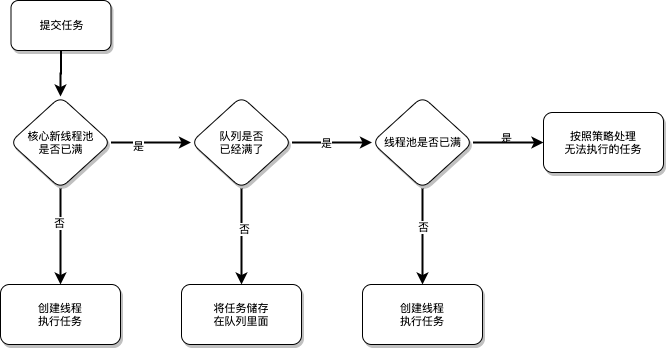 提交任务
核心新线程池
是否已满
是
队列是否
已经满了
是
线程池是否已满
是
按照策略处理
无法执行的任务
否
否
否
创建线程
执行任务
将任务储存
在队列里面
创建线程
执行任务